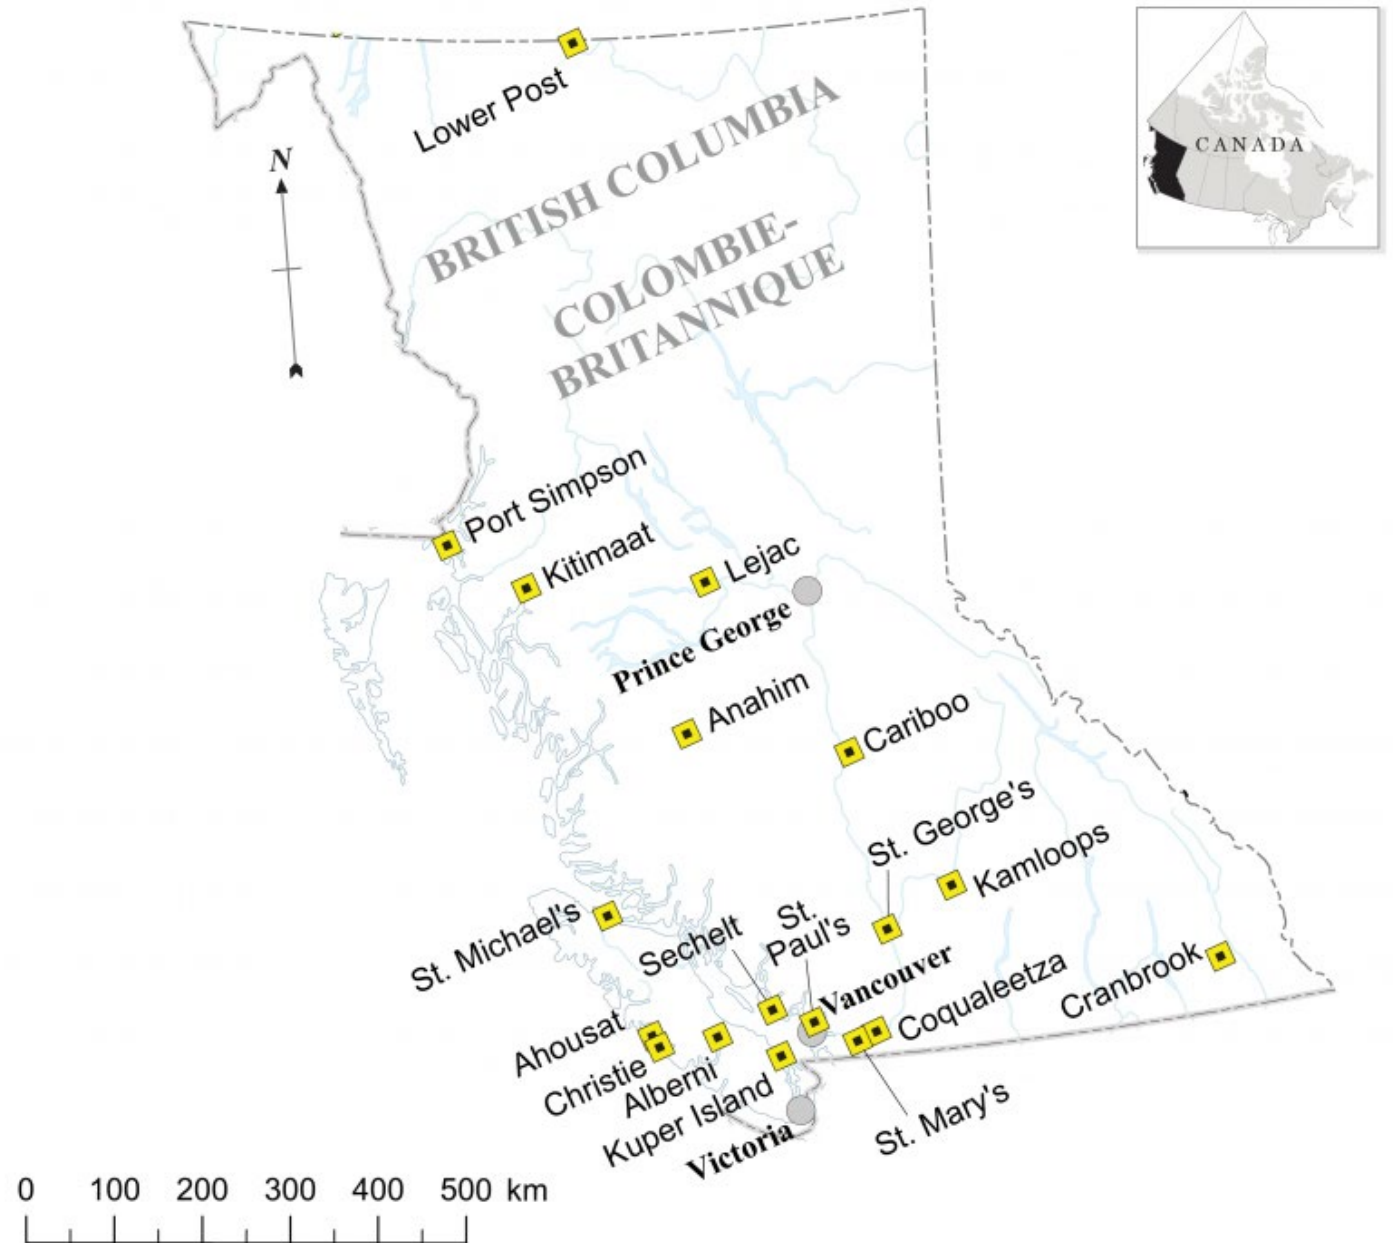 Lower Post
BRITISH COLUMBIA
COLOMBIE-
BRITANNIQUE
N
CANADA
Port Simpson
Kitimaat
Lejac
Prince George
Anahim
Cariboo
St. George's
Kamloops
St. Michael's
Sechelt
St.
Paul's
Vancouver
Coqualeetza
Cranbrook
Ahousat
Christie
Alberni
Kuper Island
Victoria
St. Mary's
0 100 200 300 400 500 km